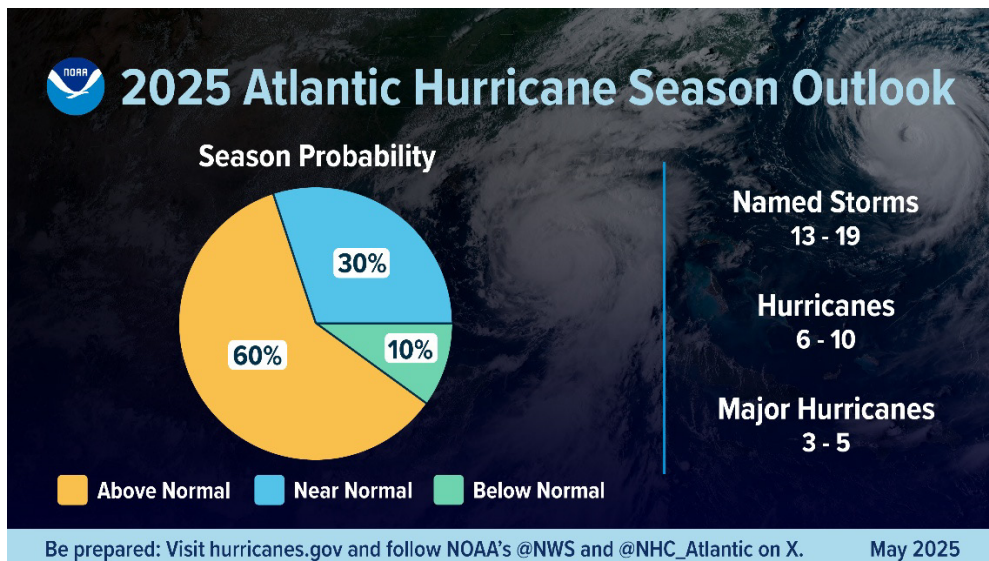 NOAA
2025 Atlantic Hurricane Season Outlook
Season Probability
30%
60%
10%
Above Normal
Near Normal
Below Normal
Named Storms
13 - 19
Hurricanes
6 - 10
Major Hurricanes
3 - 5
Be prepared: Visit hurricanes.gov and follow NOAA's @NWS and @NHC_Atlantic on X.
May 2025